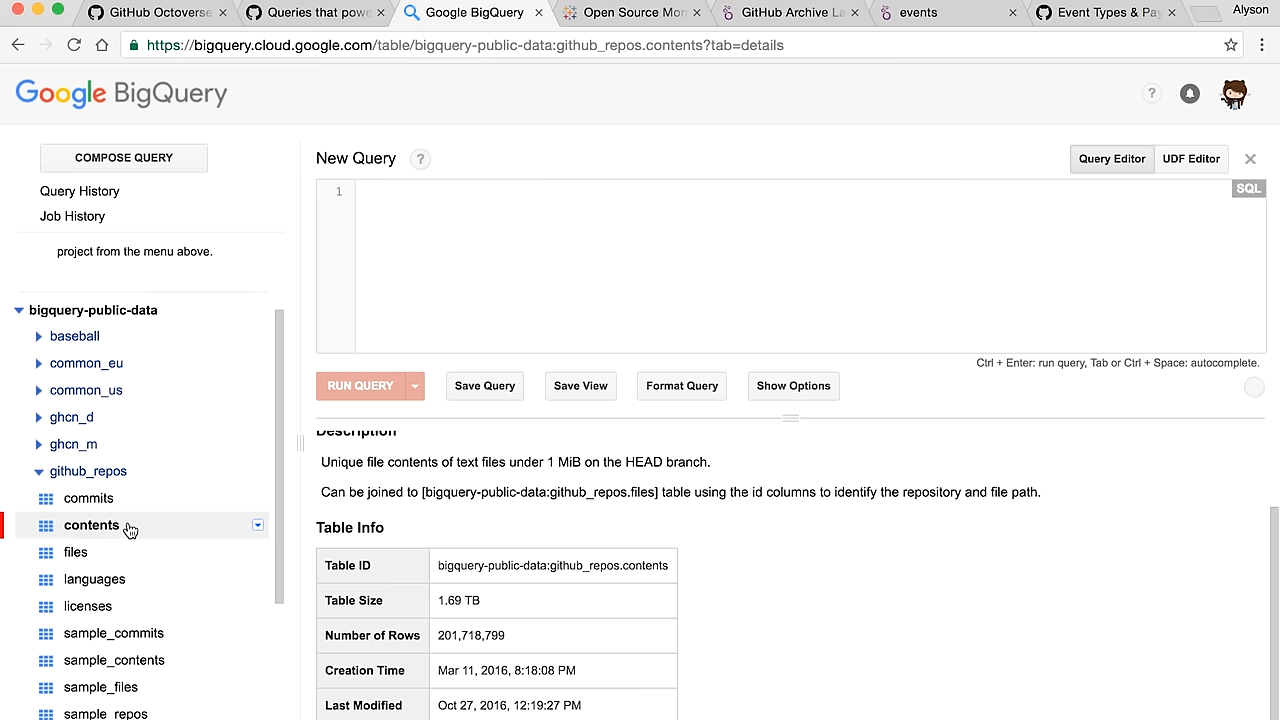 GitHub Octoverse
Queries that powe
Google BigQuery
Open Source Mon
GitHub Archive La
events
Event Types & Pay
Alyson
https://bigquery.cloud.google.com/table/bigquery-public-data:github_repos.contents?tab=details
Google BigQuery
?
COMPOSE QUERY
Query History
Job History
project from the menu above.
bigquery-public-data
baseball
common_eu
common_us
ghcn_d
ghcn_m
github_repos
commits
contents
files
languages
licenses
sample_commits
sample_contents
sample_files
sample_repos
New Query ?
Query Editor
UDF Editor
1
SQL
Ctrl + Enter: run query, Tab or Ctrl + Space: autocomplete.
RUN QUERY
Save Query
Save View
Format Query
Show Options
Description
Unique file contents of text files under 1 MiB on the HEAD branch.
Can be joined to [bigquery-public-data:github_repos.files] table using the id columns to identify the repository and file path.
Table Info
Table ID bigquery-public-data:github_repos.contents
Table Size 1.69 TB
Number of Rows 201,718,799
Creation Time Mar 11, 2016, 8:18:08 PM
Last Modified Oct 27, 2016, 12:19:27 PM